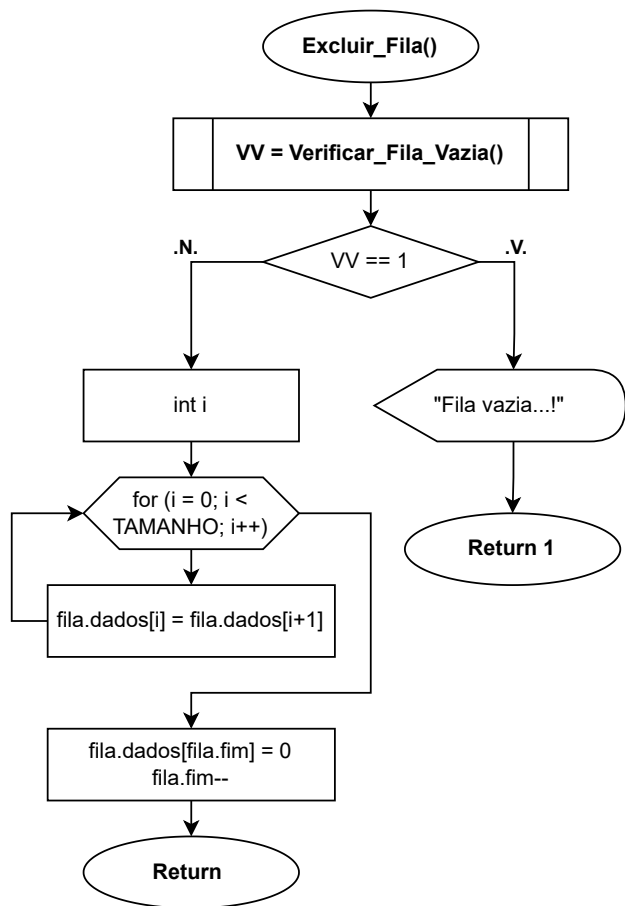 Excluir_Fila()
VV = Verificar_Fila_Vazia()
.N.
.V.
VV == 1
int i
"Fila vazia...!"
for (i = 0; i <
TAMANHO; i++)
Return 1
fila.dados[i] = fila.dados[i+1]
fila.dados[fila.fim] = 0
fila.fim--
Return